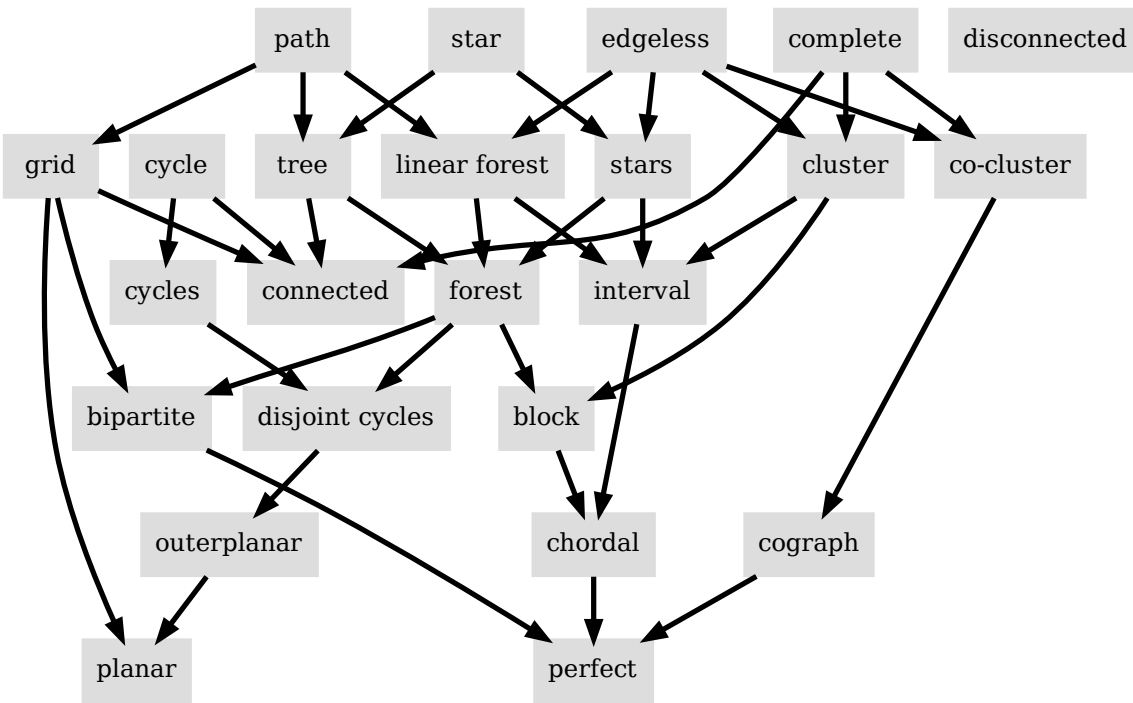 path
star
edgeless
complete
disconnected
grid
cycle
tree
linear forest
stars
cluster
co-cluster
cycles
connected
forest
interval
bipartite
disjoint cycles
block
outerplanar
chordal
cograph
planar
perfect